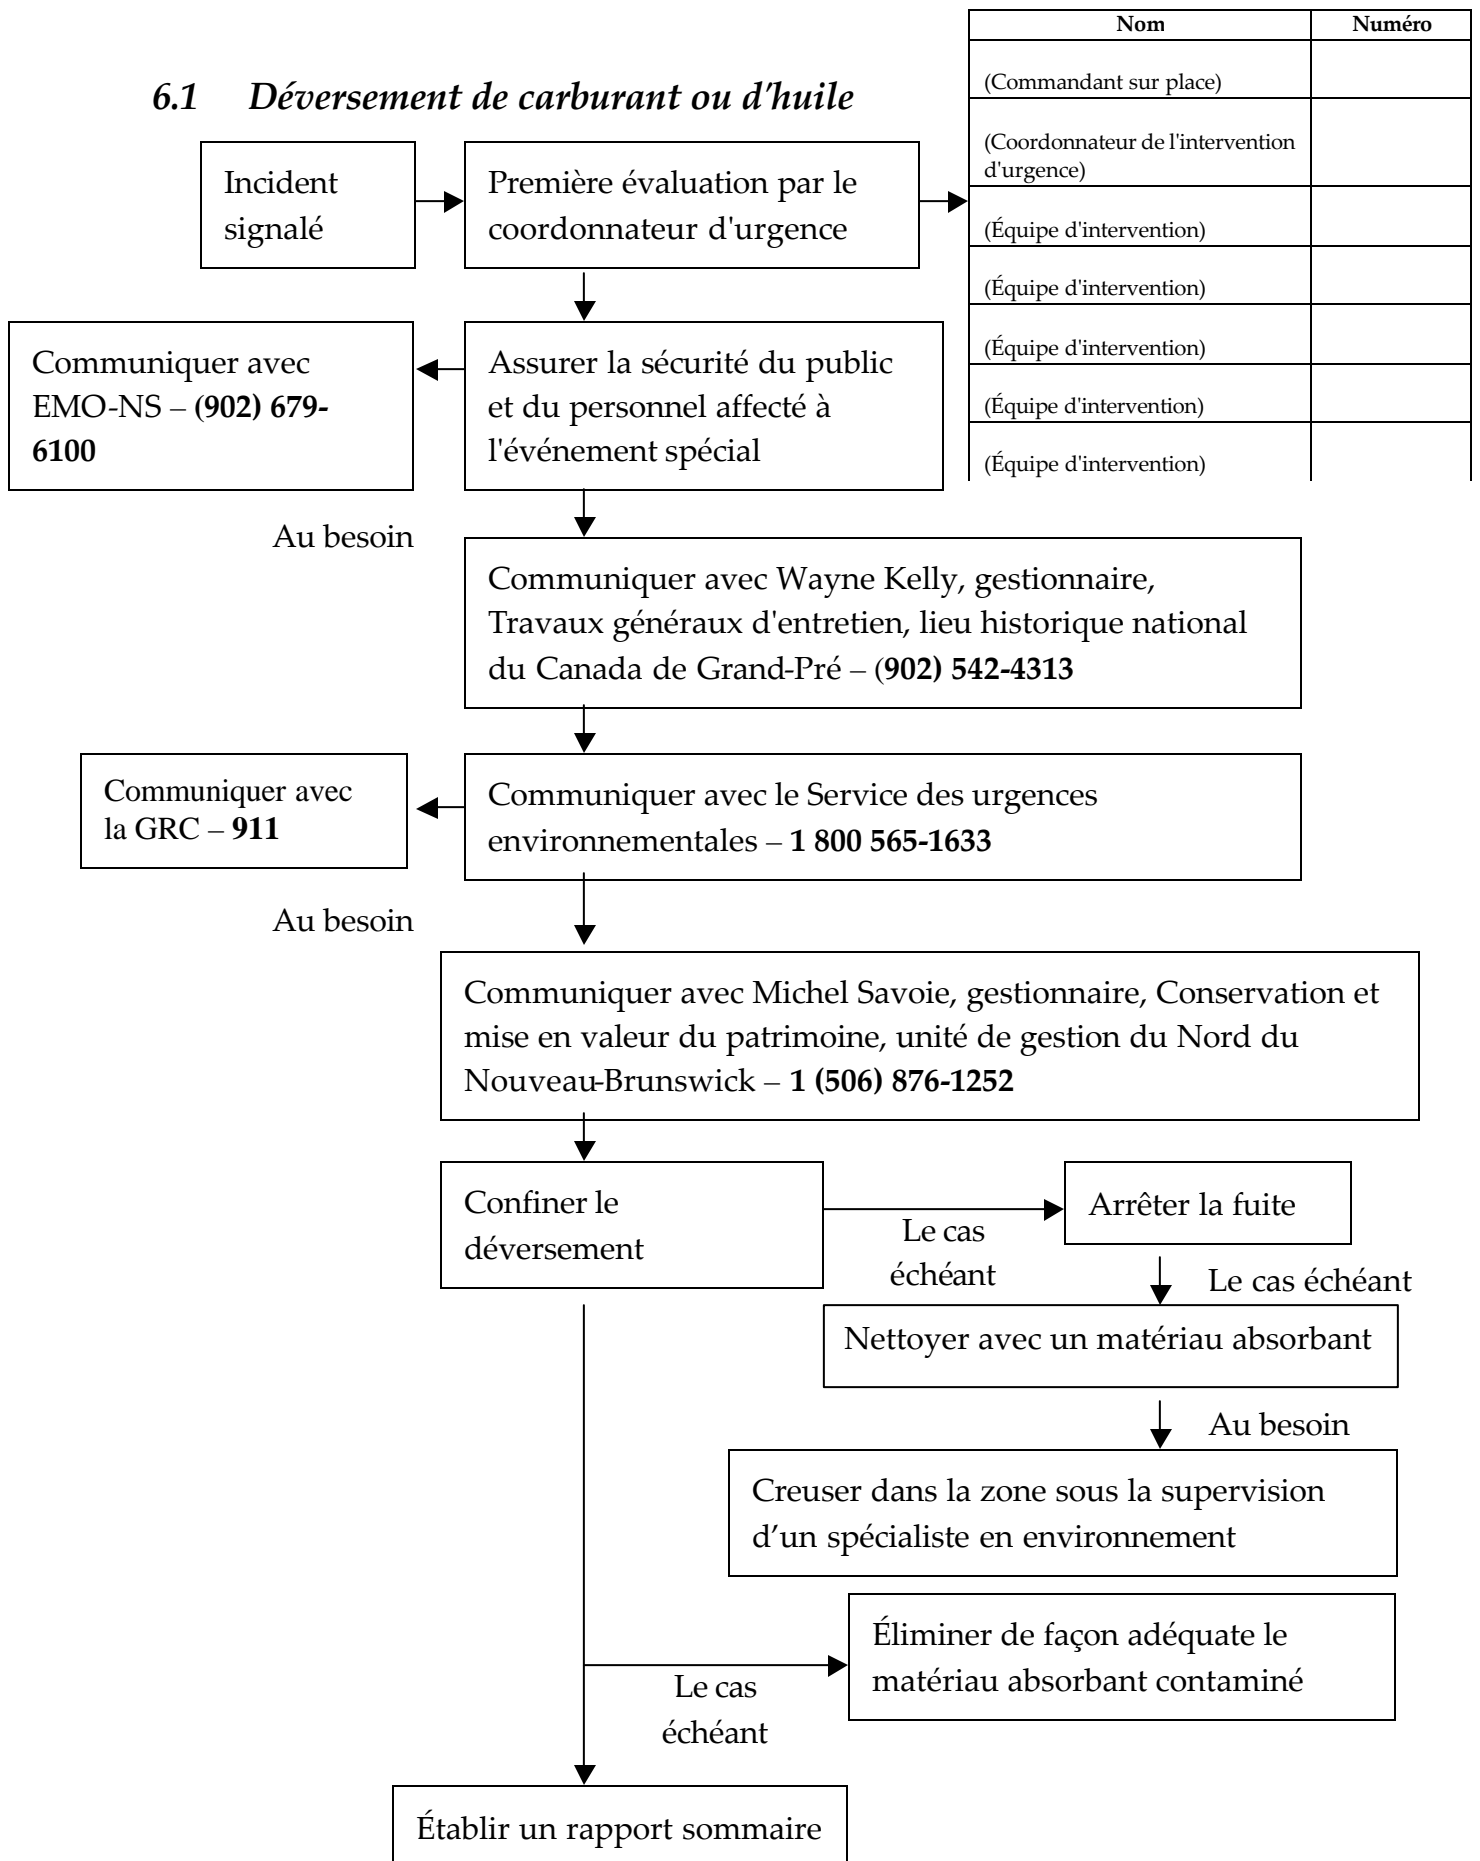 Nom Numéro
(Commandant sur place)
(Coordonnateur de l'intervention
d'urgence)
(Équipe d'intervention)
(Équipe d'intervention)
(Équipe d'intervention)
(Équipe d'intervention)
(Équipe d'intervention)
6.1 Déversement de carburant ou d'huile
Incident
signalé
Première évaluation par le
coordonnateur d'urgence
Communiquer avec
EMO-NS – (902) 679-
6100
Assurer la sécurité du public
et du personnel affecté à
l'événement spécial
Au besoin
Communiquer avec Wayne Kelly, gestionnaire,
Travaux généraux d'entretien, lieu historique national
du Canada de Grand-Pré – (902) 542-4313
Communiquer avec
la GRC – 911
Communiquer avec le Service des urgences
environnementales – 1 800 565-1633
Au besoin
Communiquer avec Michel Savoie, gestionnaire, Conservation et
mise en valeur du patrimoine, unité de gestion du Nord du
Nouveau-Brunswick – 1 (506) 876-1252
Confiner le
déversement
Le cas
échéant
Arrêter la fuite
Le cas échéant
Nettoyer avec un matériau absorbant
Au besoin
Creuser dans la zone sous la supervision
d’un spécialiste en environnement
Éliminer de façon adéquate le
matériau absorbant contaminé
Le cas
échéant
Établir un rapport sommaire